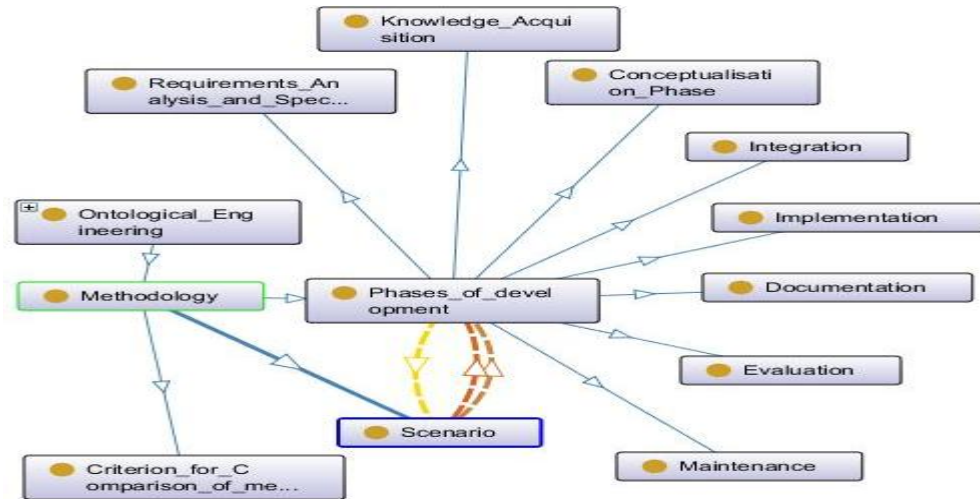 Knowledge_Acqui
sition
Requirements_An
alysis_and_Spec...
Conceptualisati
on_Phase
Integration
Ontological_Eng
ineering
Implementation
Methodology
Phases_of_devel
opment
Documentation
Evaluation
Scenario
Criterion_for_C
omparison_of_me...
Maintenance